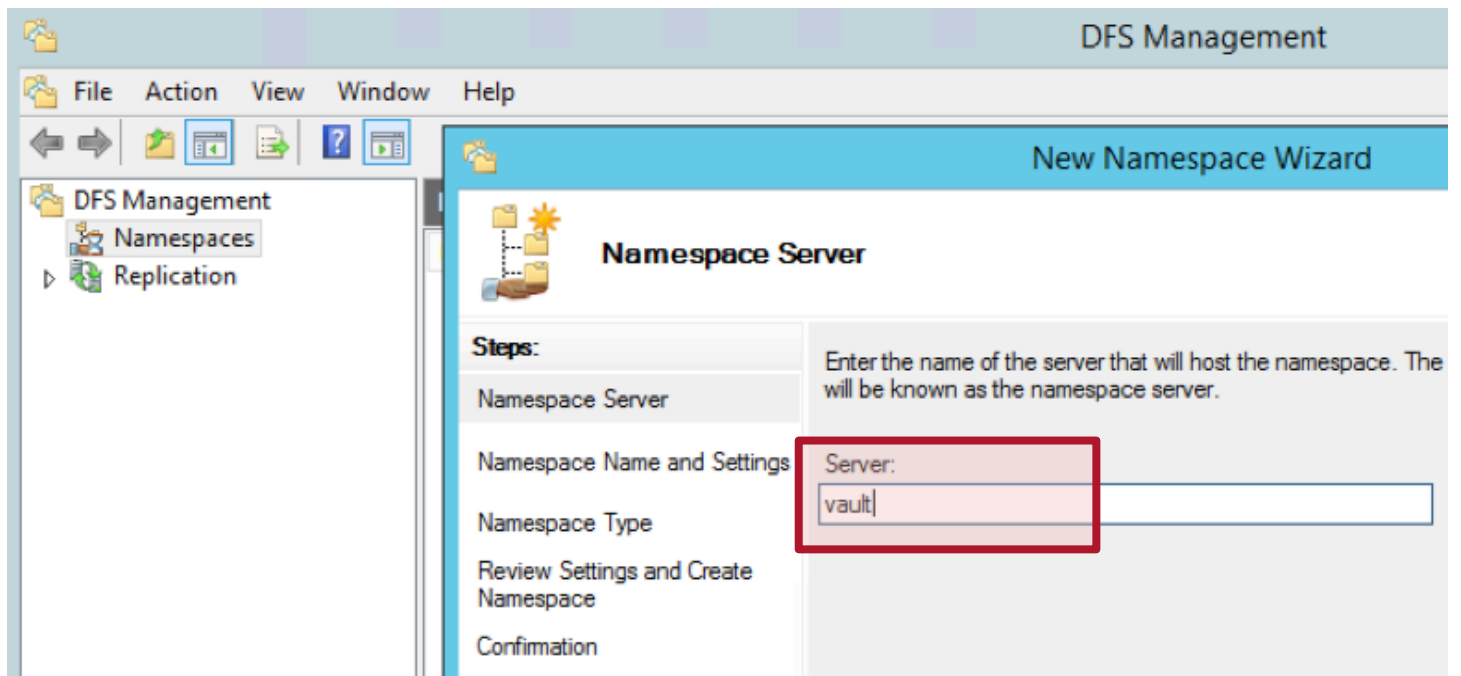 DFS Management
File Action View Window Help
New Namespace Wizard
DFS Management
Namespaces
Replication
Namespace Server
Steps:
Namespace Server
Namespace Name and Settings
Namespace Type
Review Settings and Create
Namespace
Confirmation
Enter the name of the server that will host the namespace. The
will be known as the namespace server.
Server:
vault